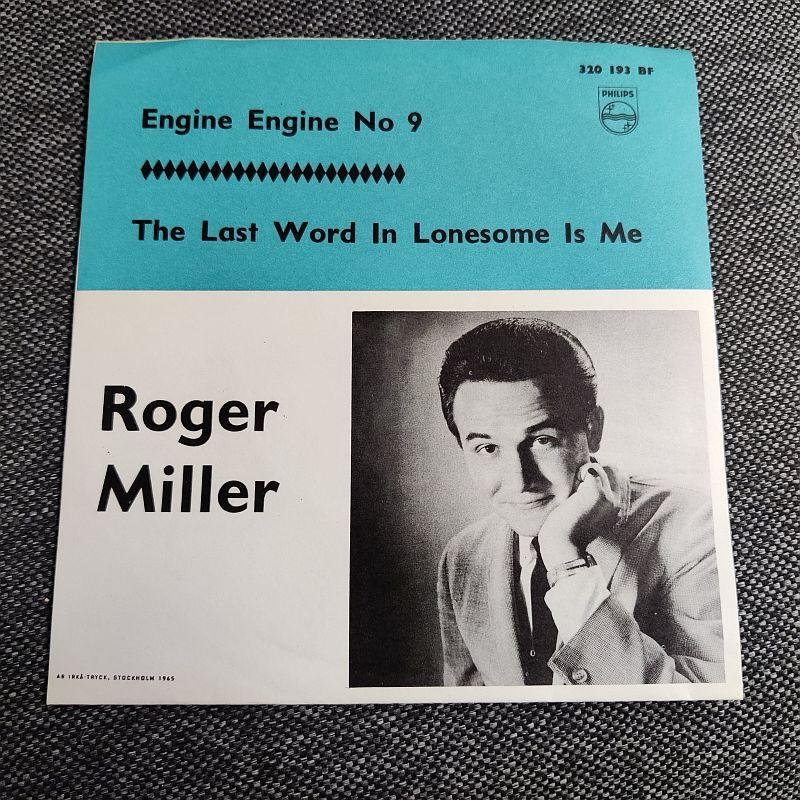 320 193 BF
PHILIPS
Engine Engine No 9
The Last Word In Lonesome Is Me
Roger
Miller
AB IRKÅ-TRYCK, STOCKHOLM 1965